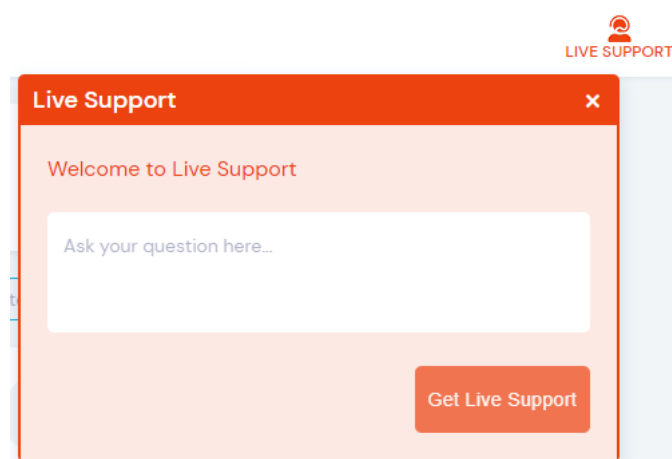 LIVE SUPPORT
Live Support ×
Welcome to Live Support
Ask your question here...
Get Live Support